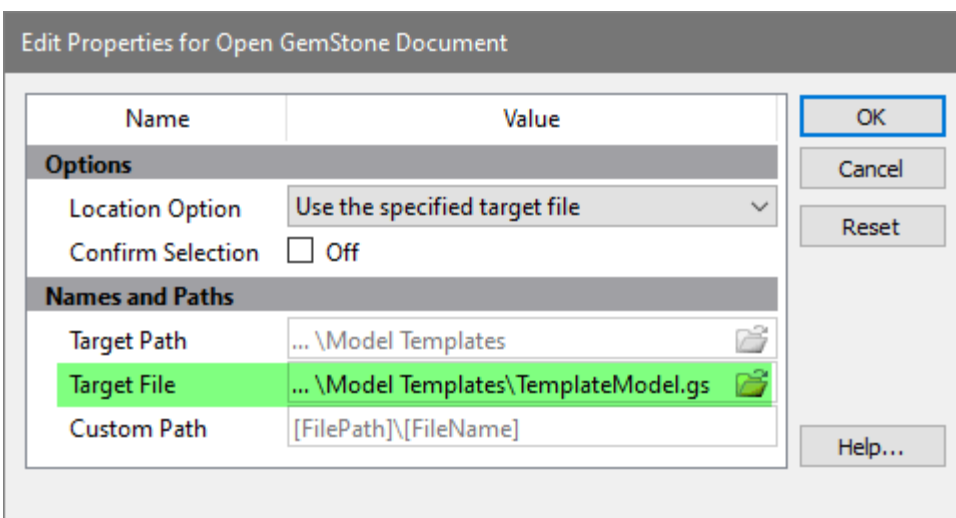 Edit Properties for Open GemStone Document
Name Value OK
Options Cancel
Location Option Use the specified target file Reset
Confirm Selection Off
Names and Paths
Target Path ... \Model Templates
Target File ... \Model Templates\TemplateModel.gs
Custom Path [FilePath]\[FileName]
Help...